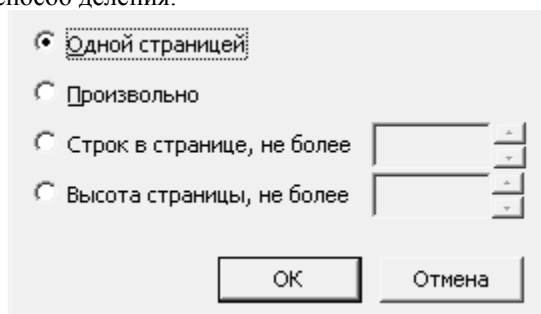 способ деления:
Одной страницей
Произвольно
Строк в странице, не более
Высота страницы, не более
ОК Отмена